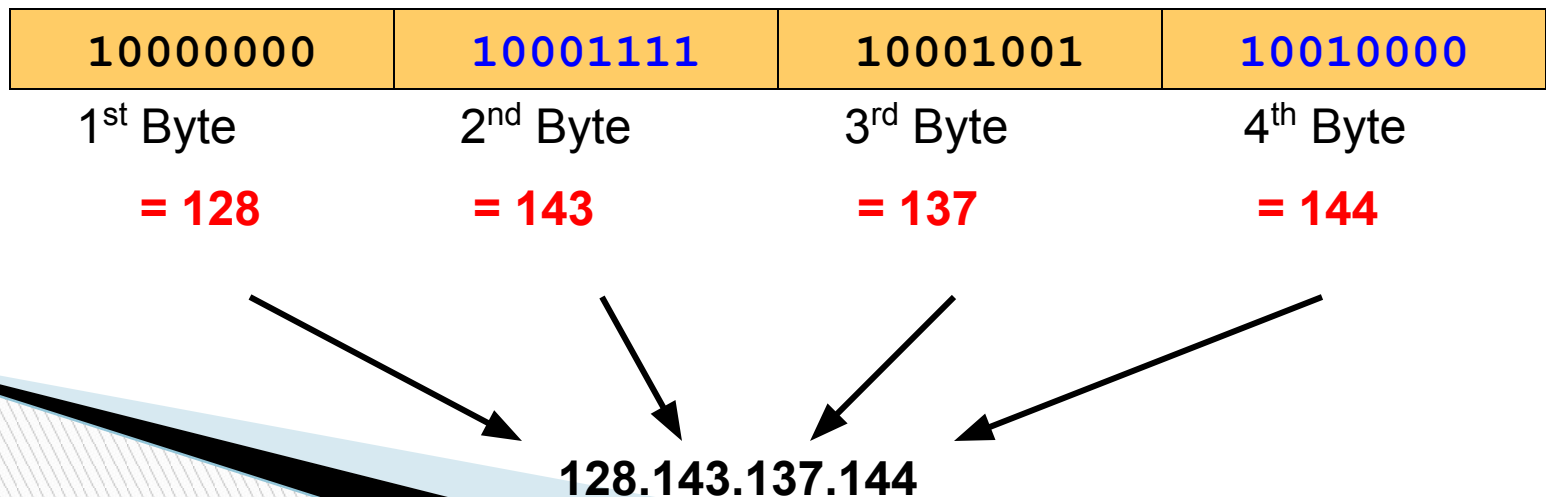 10000000 10001111 10001001 10010000
1st Byte 2nd Byte 3rd Byte 4th Byte
= 128 = 143 = 137 = 144
128.143.137.144